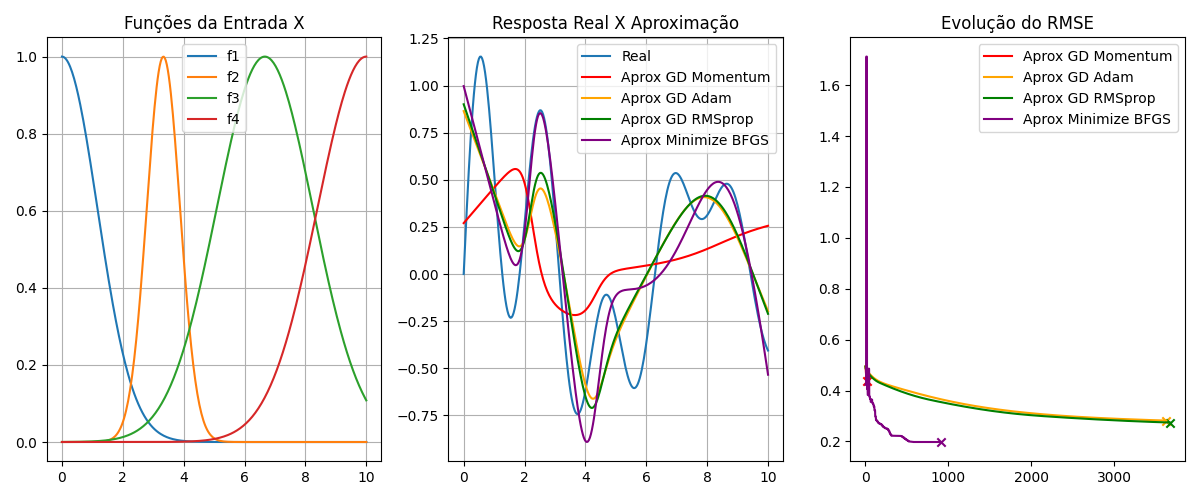 Funções da Entrada X
f1
f2
f3
f4
1.0
0.8
0.6
0.4
0.2
0.0
0 2 4 6 8 10
Resposta Real X Aproximação
Real
Aprox GD Momentum
Aprox GD Adam
Aprox GD RMSprop
Aprox Minimize BFGS
1.25
1.00
0.75
0.50
0.25
0.00
−0.25
−0.50
−0.75
0 2 4 6 8 10
Evolução do RMSE
Aprox GD Momentum
Aprox GD Adam
Aprox GD RMSprop
Aprox Minimize BFGS
1.6
1.4
1.2
1.0
0.8
0.6
0.4
0.2
0 1000 2000 3000